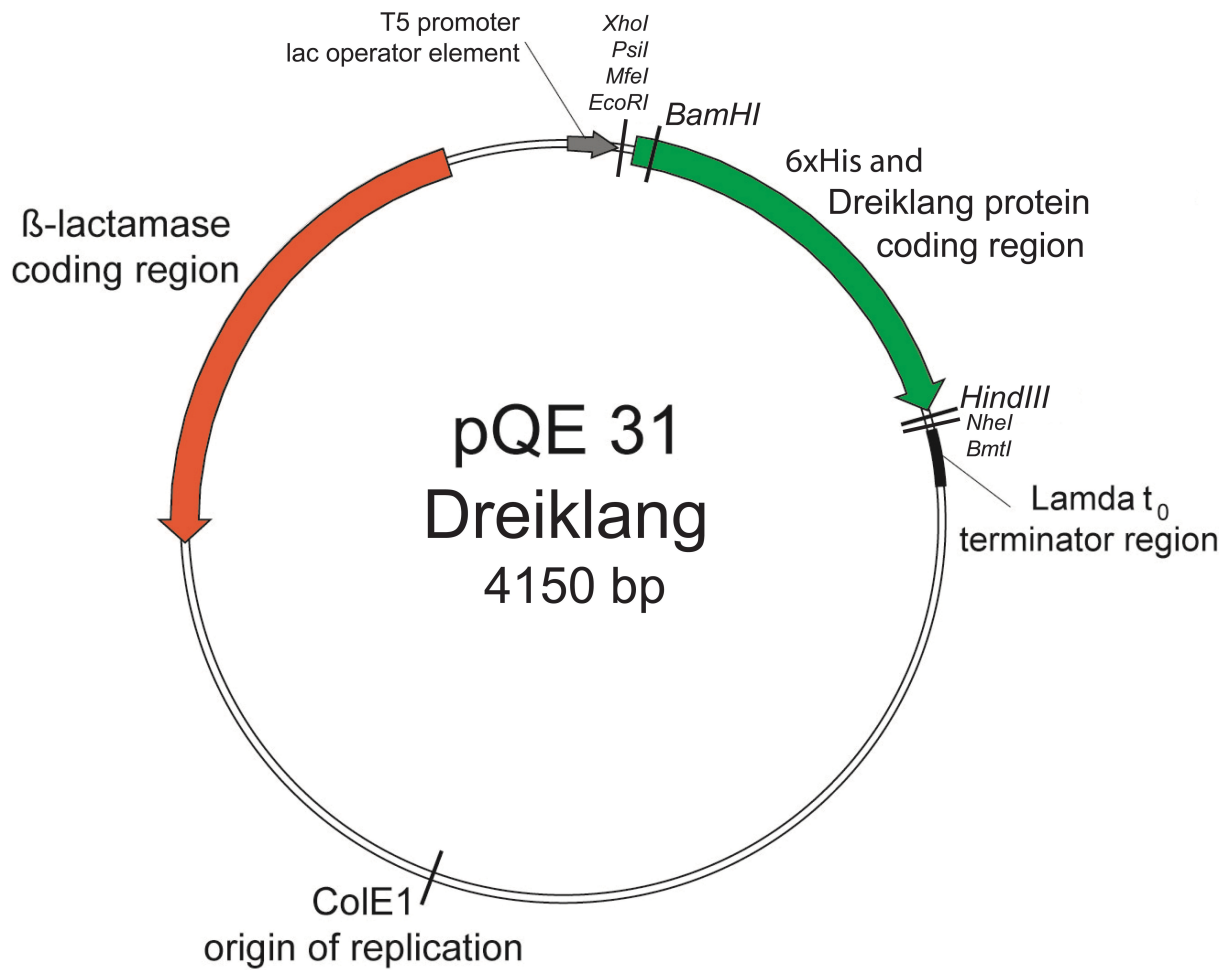 T5 promoter
lac operator element
XhoI
PsiI
MfeI
EcoRI
BamHI
6xHis and
Dreiklang protein
coding region
ß-lactamase
coding region
pQE 31
Dreiklang
4150 bp
HindIII
NheI
BmtI
Lamda t0
terminator region
ColE1
origin of replication